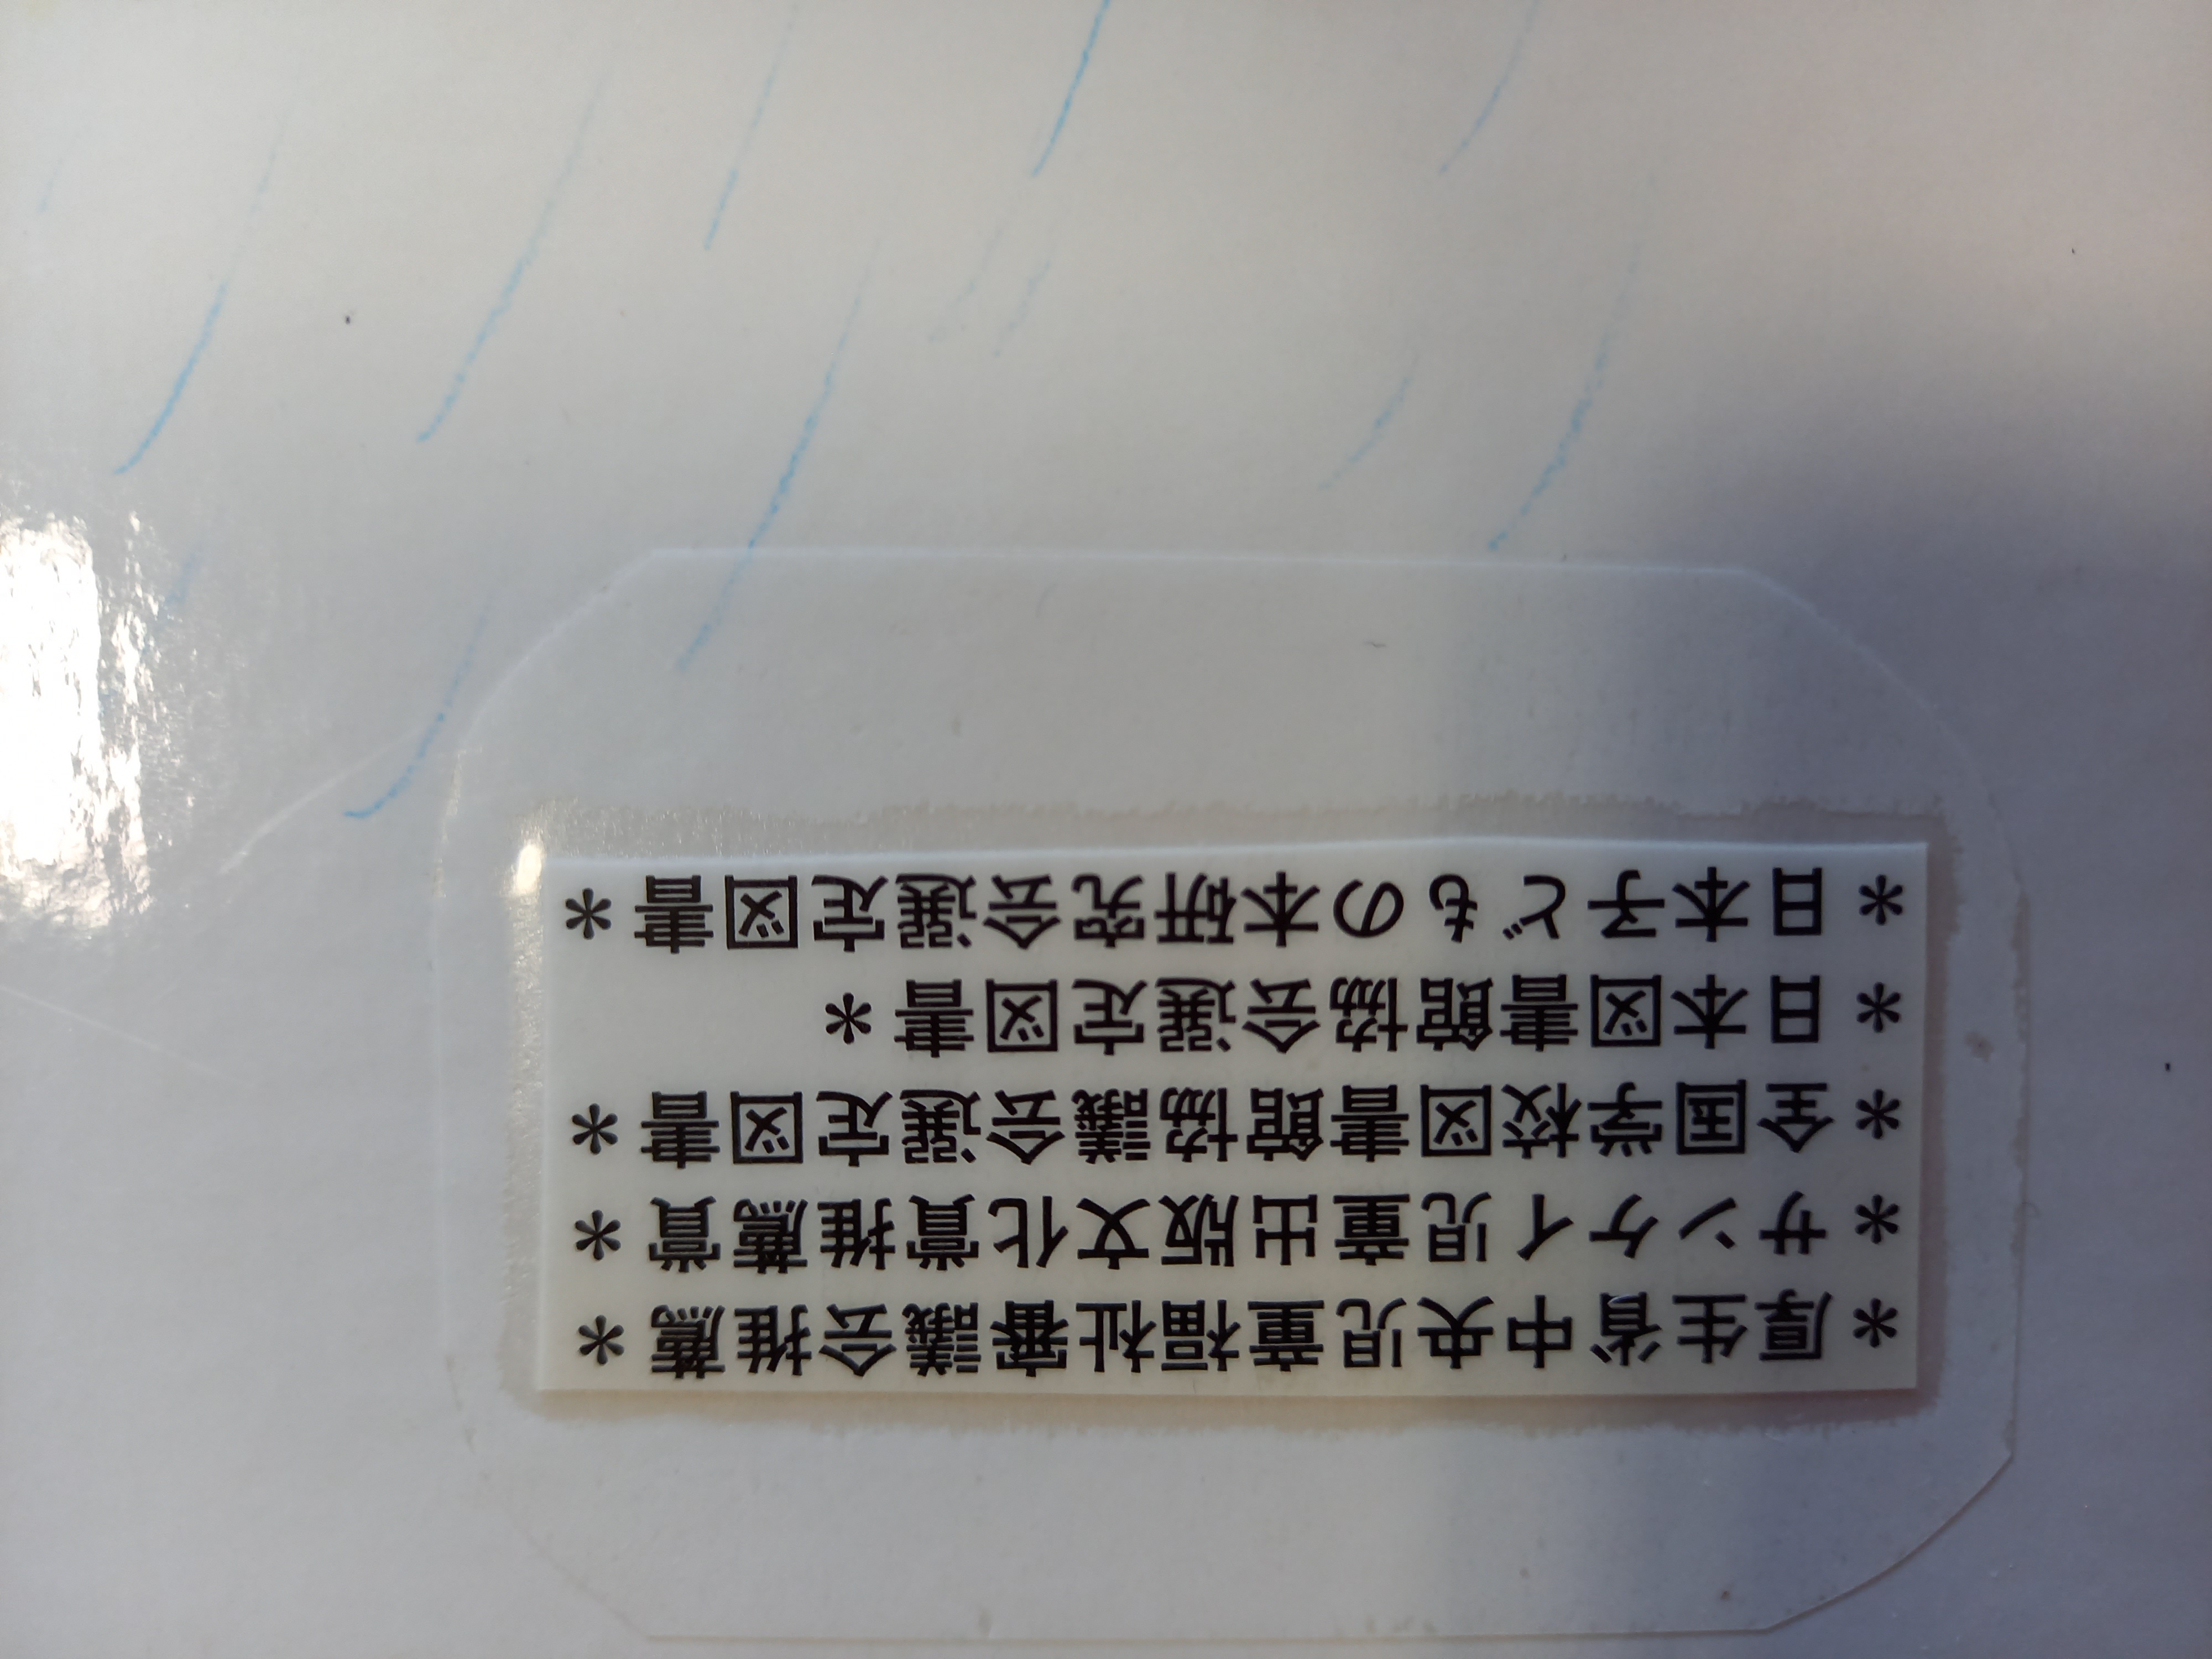 *厚生省中央児童福祉審議会推薦*
*サンケイ児童出版文化賞推薦賞*
*全国学校図書館協議会選定図書*
*日本図書館協会選定図書*
*日本子どもの本研究会選定図書*